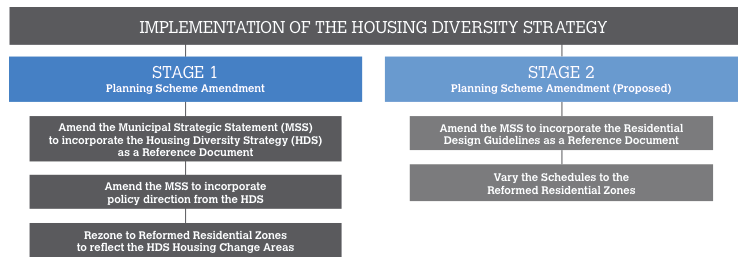 IMPLEMENTATION OF THE HOUSING DIVERSITY STRATEGY
STAGE 1
Planning Scheme Amendment
Amend the Municipal Strategic Statement (MSS)
to incorporate the Housing Diversity Strategy (HDS)
as a Reference Document
Amend the MSS to incorporate
policy direction from the HDS
Rezone to Reformed Residential Zones
to reflect the HDS Housing Change Areas
STAGE 2
Planning Scheme Amendment (Proposed)
Amend the MSS to incorporate the Residential
Design Guidelines as a Reference Document
Vary the Schedules to the
Reformed Residential Zones